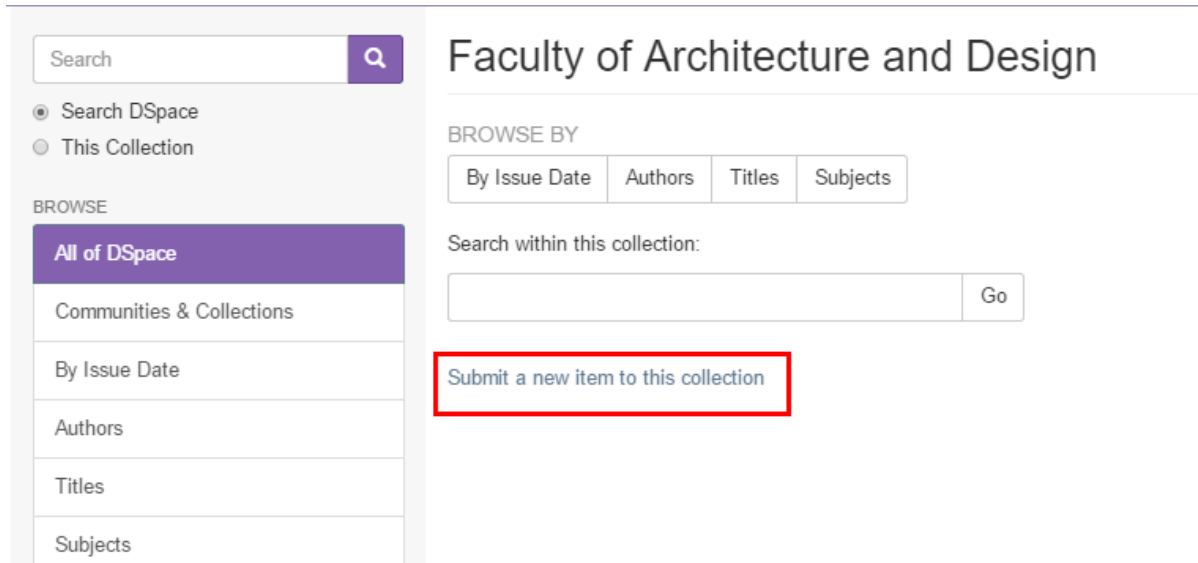 Search
Search DSpace
This Collection
BROWSE
All of DSpace
Communities & Collections
By Issue Date
Authors
Titles
Subjects
Faculty of Architecture and Design
BROWSE BY
By Issue Date Authors Titles Subjects
Search within this collection:
Go
Submit a new item to this collection